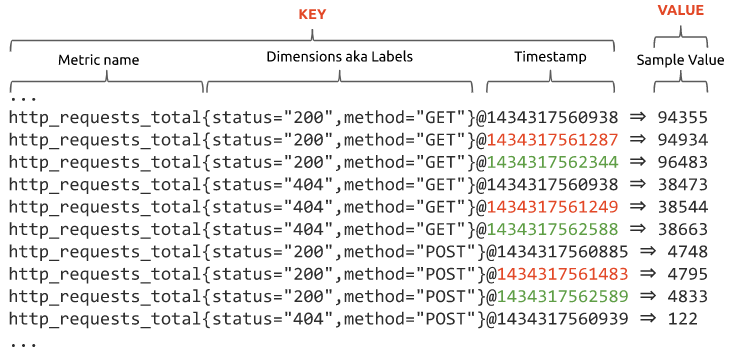 KEY VALUE
Metric name Dimensions aka Labels Timestamp Sample Value
...
http_requests_total{status="200",method="GET"}@1434317560938 ⇒ 94355
http_requests_total{status="200",method="GET"}@1434317561287 ⇒ 94934
http_requests_total{status="200",method="GET"}@1434317562344 ⇒ 96483
http_requests_total{status="404",method="GET"}@1434317560938 ⇒ 38473
http_requests_total{status="404",method="GET"}@1434317561249 ⇒ 38544
http_requests_total{status="404",method="GET"}@1434317562588 ⇒ 38663
http_requests_total{status="200",method="POST"}@1434317560885 ⇒ 4748
http_requests_total{status="200",method="POST"}@1434317561483 ⇒ 4795
http_requests_total{status="200",method="POST"}@1434317562589 ⇒ 4833
http_requests_total{status="404",method="POST"}@1434317560939 ⇒ 122
...